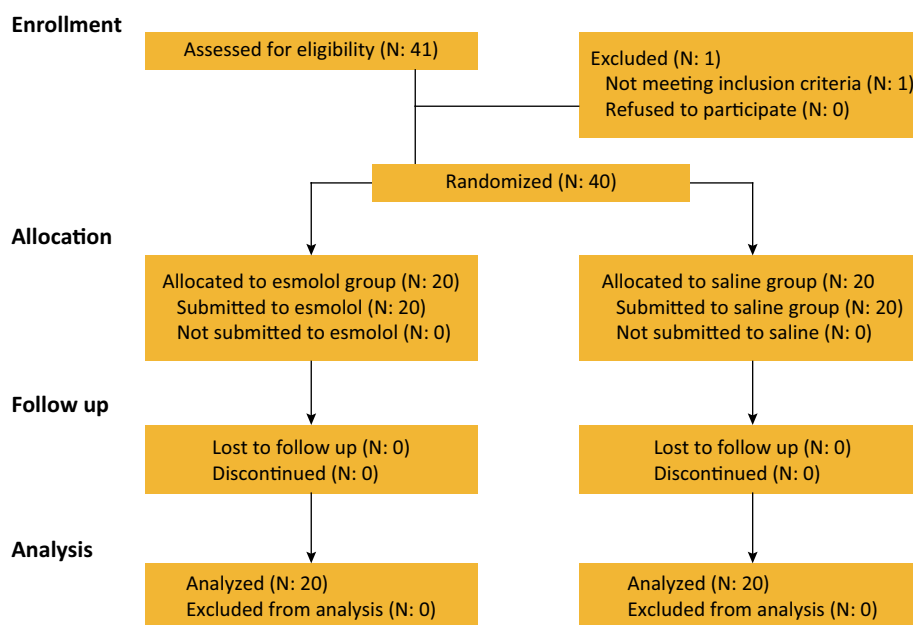 Enrollment
Assessed for eligibility (N: 41)
Excluded (N: 1)
Not meeting inclusion criteria (N: 1)
Refused to participate (N: 0)
Randomized (N: 40)
Allocation
Allocated to esmolol group (N: 20)
Submitted to esmolol (N: 20)
Not submitted to esmolol (N: 0)
Allocated to saline group (N: 20
Submitted to saline group (N: 20)
Not submitted to saline (N: 0)
Follow up
Lost to follow up (N: 0)
Discontinued (N: 0)
Lost to follow up (N: 0)
Discontinued (N: 0)
Analysis
Analyzed (N: 20)
Excluded from analysis (N: 0)
Analyzed (N: 20)
Excluded from analysis (N: 0)